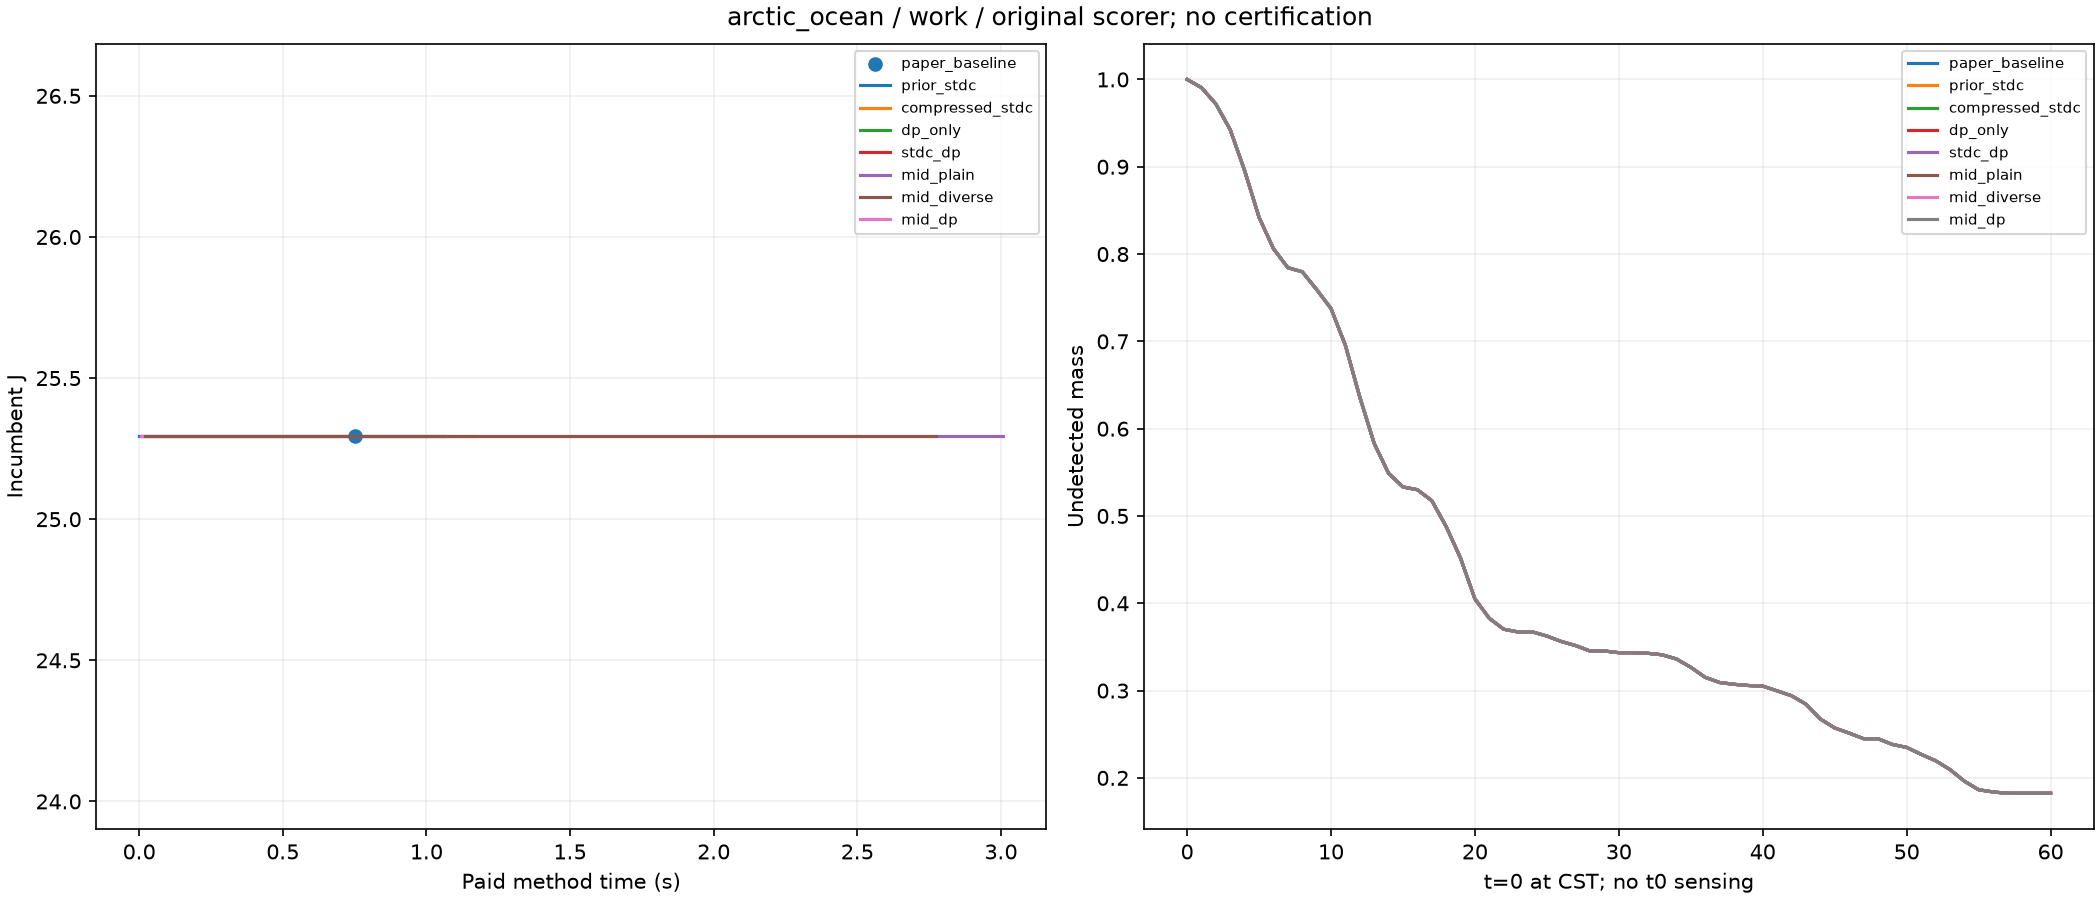 arctic_ocean / work / original scorer; no certification
Incumbent J
26.5
26.0
25.5
25.0
24.5
24.0
0.0 0.5 1.0 1.5 2.0 2.5 3.0
Paid method time (s)
paper_baseline
prior_stdc
compressed_stdc
dp_only
stdc_dp
mid_plain
mid_diverse
mid_dp
Undetected mass
1.0
0.9
0.8
0.7
0.6
0.5
0.4
0.3
0.2
0 10 20 30 40 50 60
t=0 at CST; no t0 sensing
paper_baseline
prior_stdc
compressed_stdc
dp_only
stdc_dp
mid_plain
mid_diverse
mid_dp